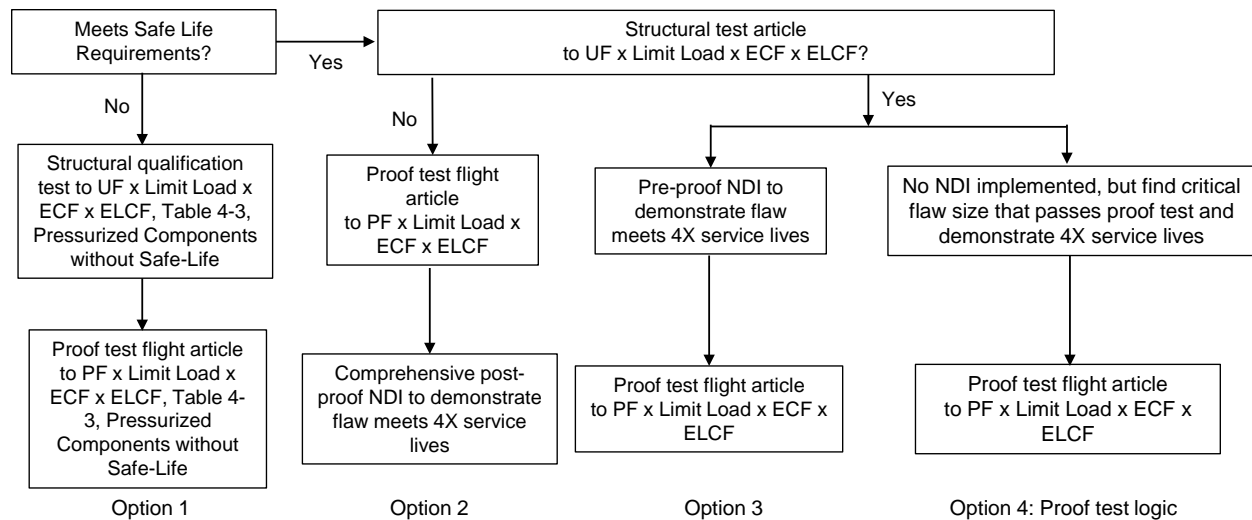 Meets Safe Life
Requirements?
Yes
Structural test article
to UF x Limit Load x ECF x ELCF?
No
No
Yes
Structural qualification
test to UF x Limit Load x
ECF x ELCF, Table 4-3,
Pressurized Components
without Safe-Life
Proof test flight article
to PF x Limit Load x
ECF x ELCF
Pre-proof NDI to
demonstrate flaw
meets 4X service lives
No NDI implemented, but find critical
flaw size that passes proof test and
demonstrate 4X service lives
Proof test flight article
to PF x Limit Load x
ECF x ELCF, Table 4-
3, Pressurized
Components without
Safe-Life
Comprehensive post-
proof NDI to demonstrate
flaw meets 4X service
lives
Proof test flight article
to PF x Limit Load x ECF x
ELCF
Proof test flight article
to PF x Limit Load x ECF x
ELCF
Option 1
Option 2
Option 3
Option 4: Proof test logic